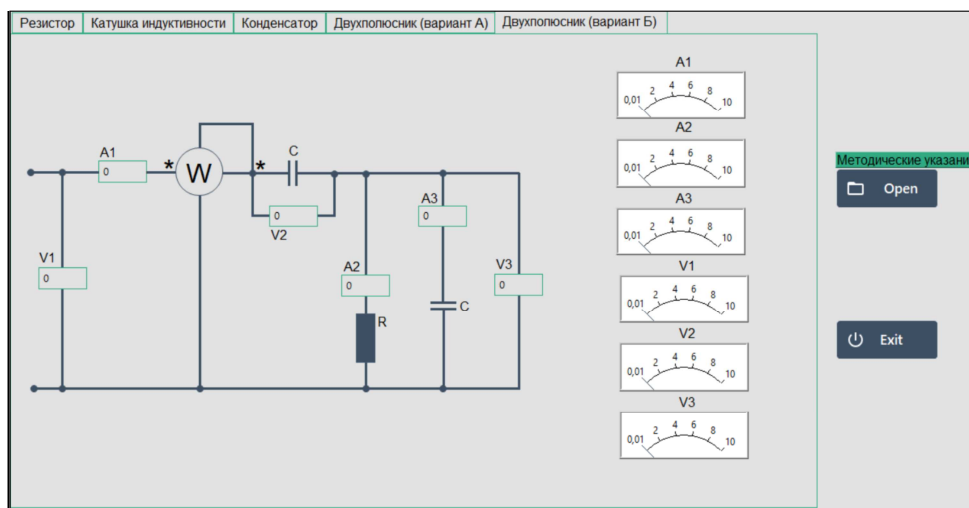 Резистор Катушка индуктивности Конденсатор Двухполюсник (вариант А) Двухполюсник (вариант Б)
A1
0,01 2 4 6 8 10
A2
0,01 2 4 6 8 10
A3
0,01 2 4 6 8 10
V1
0,01 2 4 6 8 10
V2
0,01 2 4 6 8 10
V3
0,01 2 4 6 8 10
A1
0
*
W
*
C
0
V2
A3
0
V1
0
A2
0
V3
0
R
C
Методические указани
Open
Exit